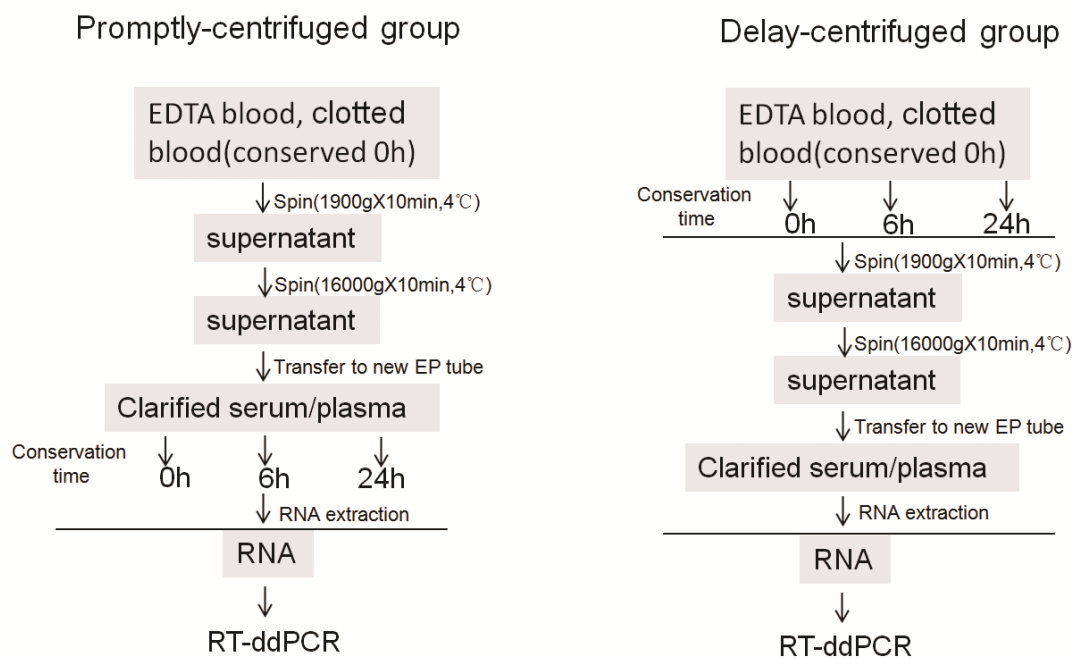 Promptly-centrifuged group
EDTA blood, clotted
blood(conserved 0h)
Spin(1900gX10min,4℃)
supernatant
Spin(16000gX10min,4℃)
supernatant
Transfer to new EP tube
Clarified serum/plasma
Conservation
time
0h
6h
24h
RNA extraction
RNA
RT-ddPCR
Delay-centrifuged group
EDTA blood, clotted
blood(conserved 0h)
Conservation
time
0h
6h
24h
Spin(1900gX10min,4℃)
supernatant
Spin(16000gX10min,4℃)
supernatant
Transfer to new EP tube
Clarified serum/plasma
RNA extraction
RNA
RT-ddPCR